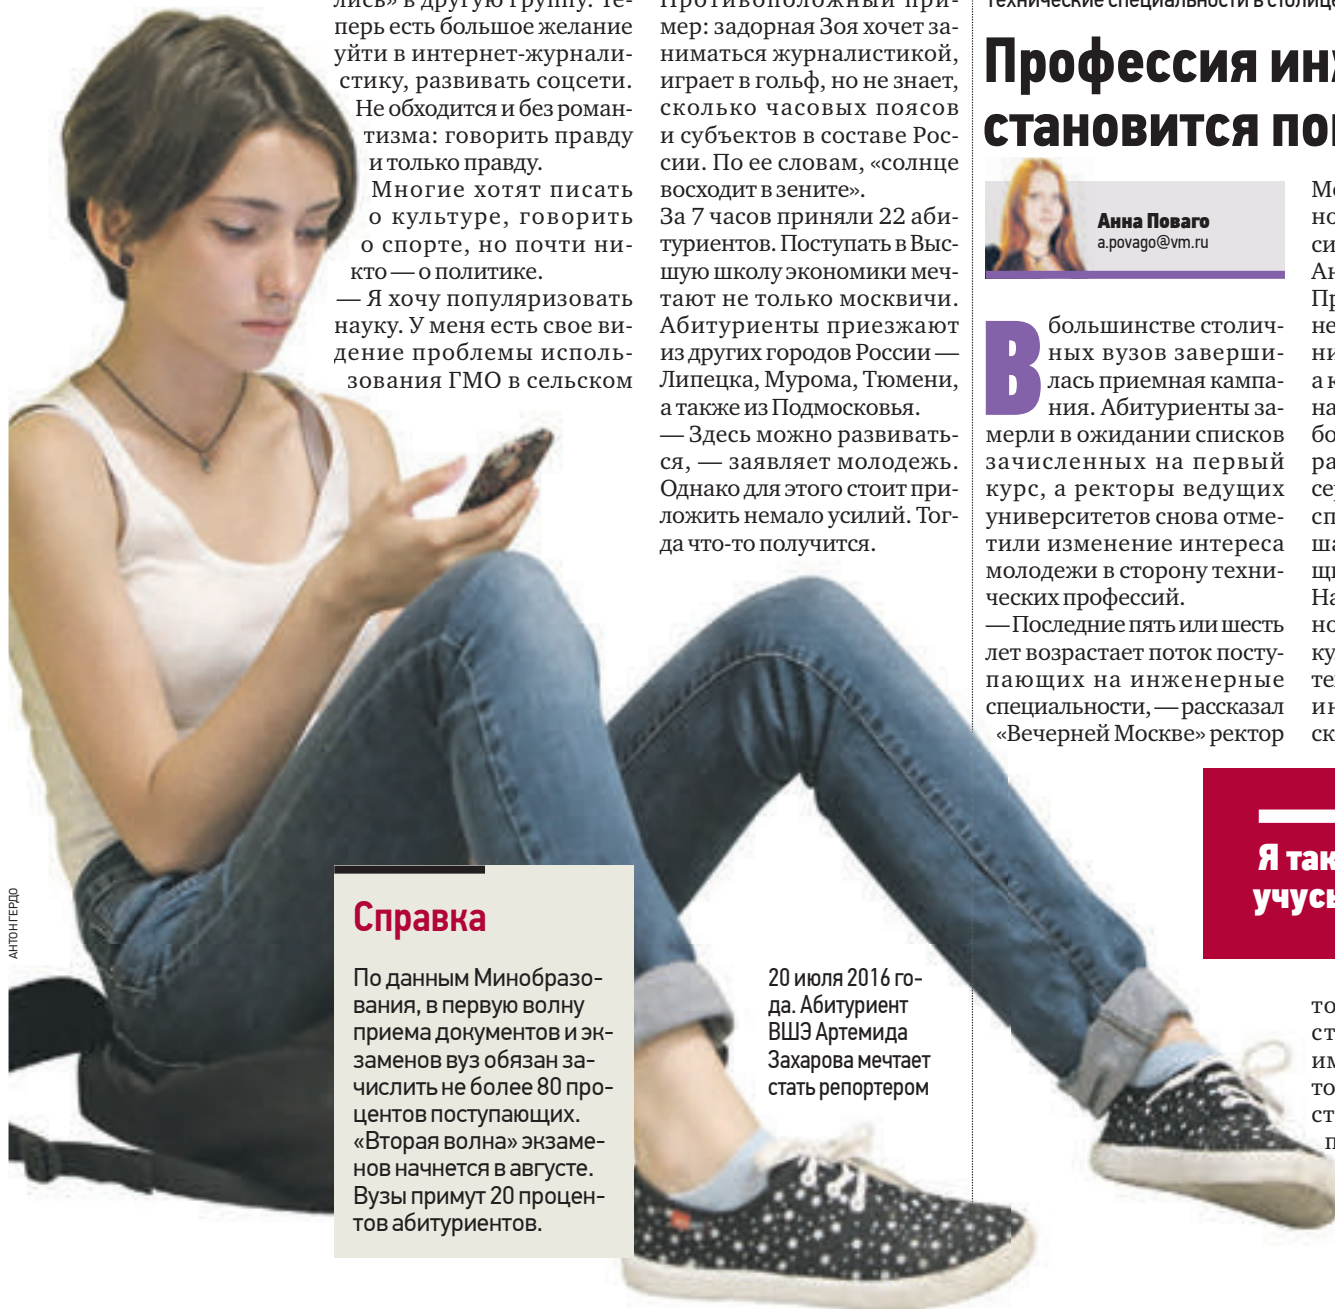 лись» в другую группу. Те-
перь есть большое желание
уйти в интернет-журнали-
стику, развивать соцсети.
Не обходится и без роман-
тизма: говорить правду
и только правду.
Многие хотят писать
о культуре, говорить
о спорте, но почти ни-
кто — о политике.
— Я хочу популяризовать
науку. У меня есть свое ви-
дение проблемы исполь-
зования ГМО в сельском
Противоположный при-
мер: задорная Зоя хочет за-
ниматься журналистикой,
играет в гольф, но не знает,
сколько часовых поясов
и субъектов в составе Рос-
сии. По ее словам, «солнце
восходит в зените».
За 7 часов приняли 22 аби-
туриентов. Поступать в Выс-
шую школу экономики меч-
тают не только москвичи.
Абитуриенты приезжают
из других городов России —
Липецка, Мурома, Тюмени,
а также из Подмосковья.
— Здесь можно развивать-
ся, — заявляет молодежь.
Однако для этого стоит при-
ложить немало усилий. Тог-
да что-то получится.
АНТОН ГЕРДО
Справка
По данным Минобразо-
вания, в первую волну
приема документов и эк-
заменов вуз обязан за-
числить не более 80 про-
центов поступающих.
«Вторая волна» экзаме-
нов начнется в августе.
Вузы примут 20 процен-
тов абитуриентов.
20 июля 2016 го-
да. Абитуриент
ВШЭ Артемида
Захарова мечтает
стать репортером
технические специальности в столице
Профессия ин
становится по
Анна Поваго
a.povago@vm.ru
В большинстве столич-
ных вузов заверши-
лась приемная кампа-
ния. Абитуриенты за-
мерли в ожидании списков
зачисленных на первый
курс, а ректоры ведущих
университетов снова отме-
тили изменение интереса
молодежи в сторону техни-
ческих профессий.
— Последние пять или шесть
лет возрастает поток посту-
пающих на инженерные
специальности, — рассказал
«Вечерней Москве» ректор
Я так
учусь